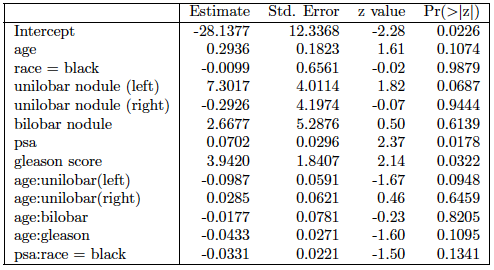 Estimate Std. Error z value Pr(>|z|)
Intercept -28.1377 12.3368 -2.28 0.0226
age 0.2936 0.1823 1.61 0.1074
race = black -0.0099 0.6561 -0.02 0.9879
unilobar nodule (left) 7.3017 4.0114 1.82 0.0687
unilobar nodule (right) -0.2926 4.1974 -0.07 0.9444
bilobar nodule 2.6677 5.2876 0.50 0.6139
psa 0.0702 0.0296 2.37 0.0178
gleason score 3.9420 1.8407 2.14 0.0322
age:unilobar(left) -0.0987 0.0591 -1.67 0.0948
age:unilobar(right) 0.0285 0.0621 0.46 0.6459
age:bilobar -0.0177 0.0781 -0.23 0.8205
age:gleason -0.0433 0.0271 -1.60 0.1095
psa:race = black -0.0331 0.0221 -1.50 0.1341